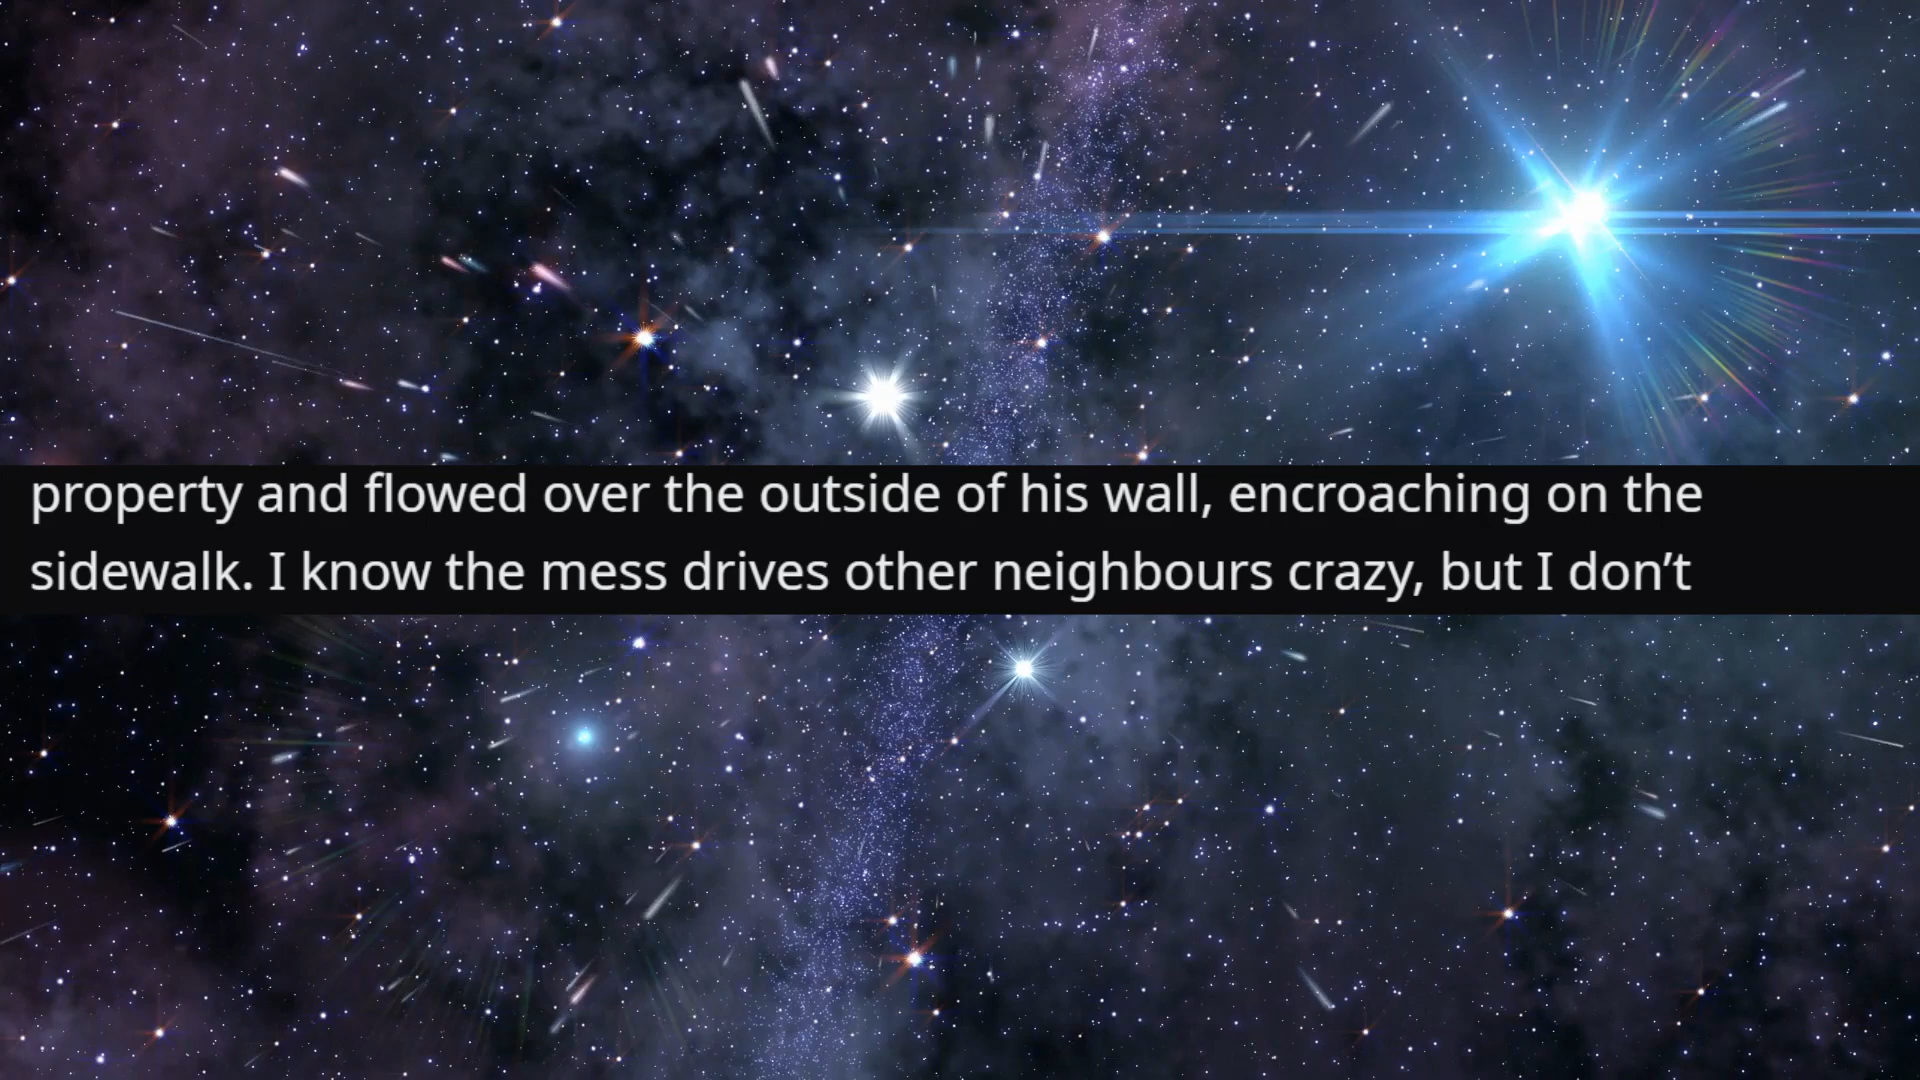 property and flowed over the outside of his wall, encroaching on the
sidewalk. I know the mess drives other neighbours crazy, but I don’t